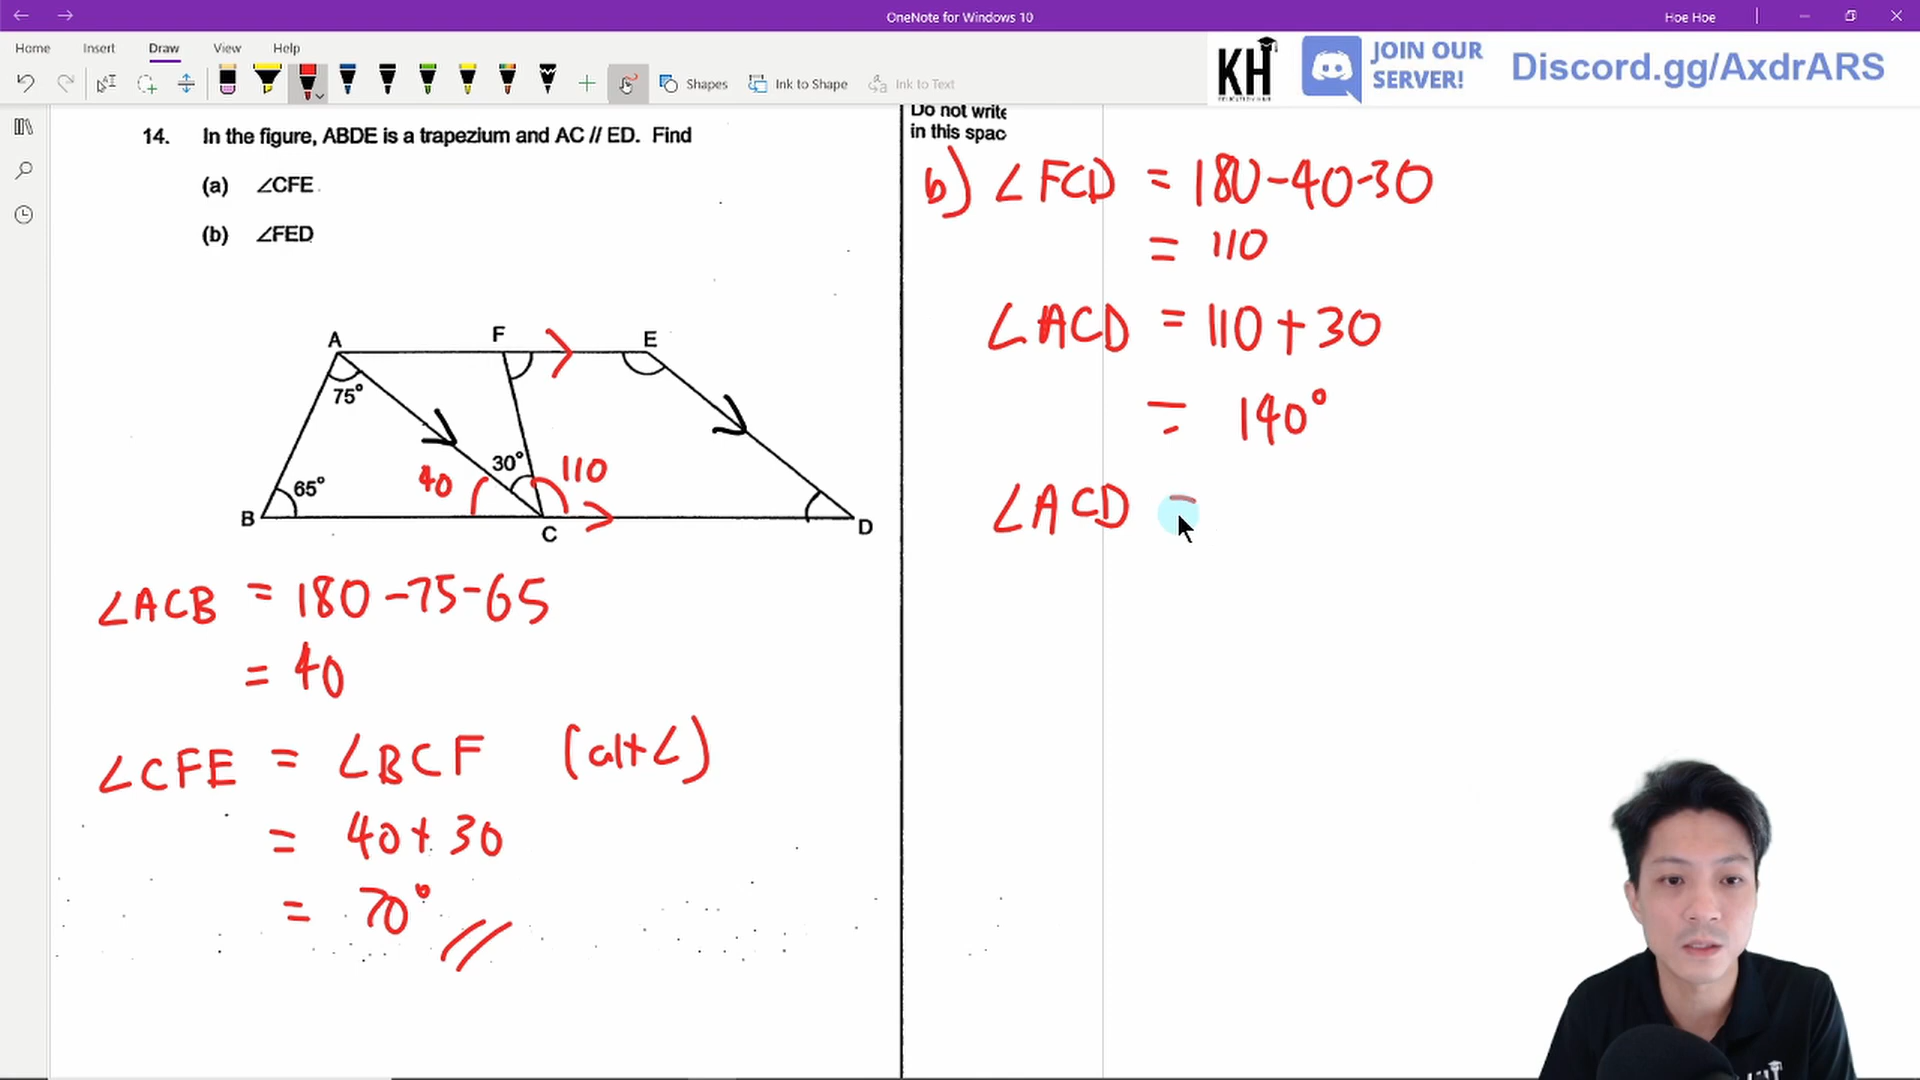 OneNote for Windows 10
Hoe Hoe
Home Insert Draw View Help
Shapes Ink to Shape Ink to Text
KH
JOIN OUR SERVER!
Discord.gg/AxdrARS
Do not write
in this spac
14. In the figure, ABDE is a trapezium and AC // ED. Find
(a) ∠CFE
(b) ∠FED
A F E
75°
65° 40 30° 110
B C D
∠ACB = 180 - 75 - 65
= 40
∠CFE = ∠BCF (alt∠)
= 40 + 30
= 70°
b) ∠FCD = 180 - 40 - 30
= 110
∠ACD = 110 + 30
= 140°
∠ACD =